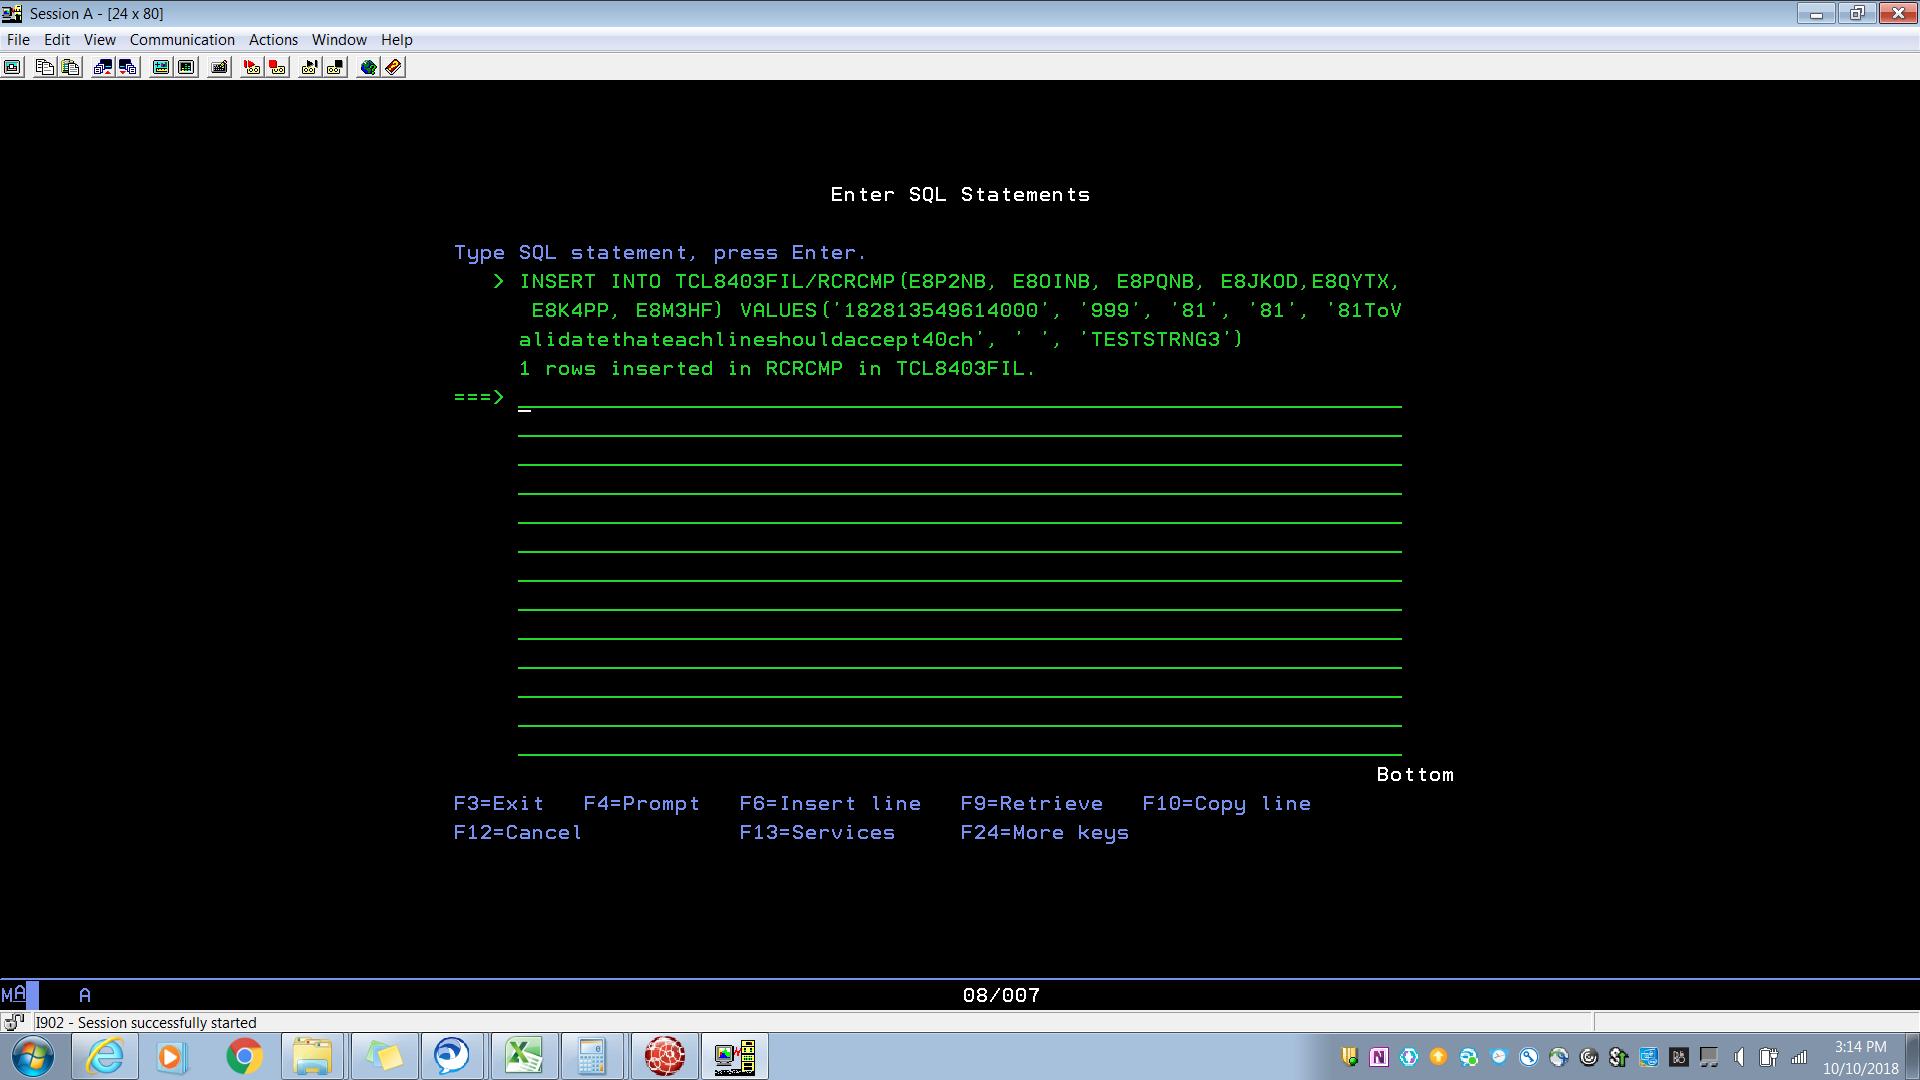 Session A - [24 x 80]
File Edit View Communication Actions Window Help
Enter SQL Statements
Type SQL statement, press Enter.
> INSERT INTO TCL8403FIL/RCRCMP(E8P2NB, E8OINB, E8PQNB, E8JKOD,E8QYTX,
E8K4PP, E8M3HF) VALUES('182813549614000', '999', '81', '81', '81ToV
alidatethateachlineshouldaccept40ch', ' ', 'TESTSTRNG3')
1 rows inserted in RCRCMP in TCL8403FIL.
===>
Bottom
F3=Exit F4=Prompt F6=Insert line F9=Retrieve F10=Copy line
F12=Cancel F13=Services F24=More keys
MA A 08/007
I902 - Session successfully started
3:14 PM
10/10/2018